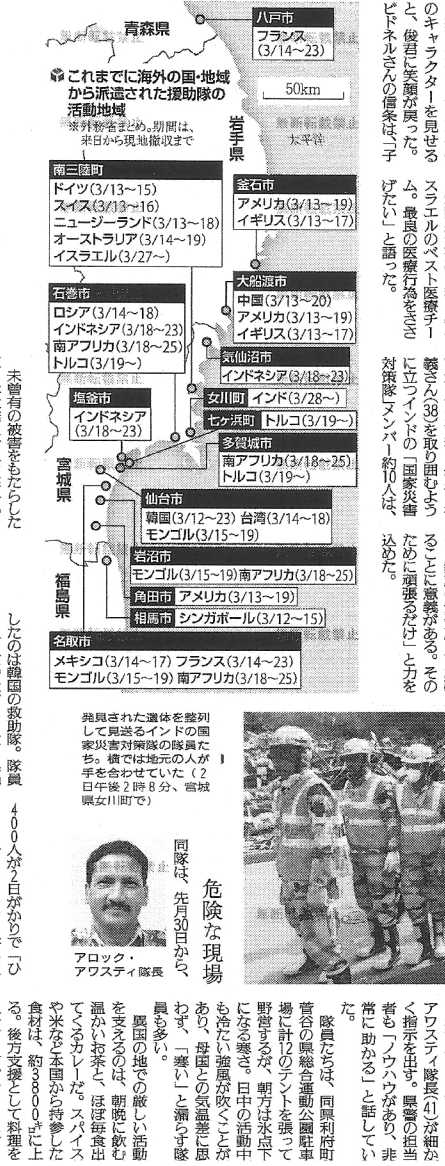 のキャラクターを見せる
と、俊君に笑顔が戻った。
ビドネルさんの信条は、「子
スラエルのベスト医療チー
ム。最良の医療行為をささ
げたい」と語った。
義さん(38)を取り囲むよう
に立つインドの「国家災害
対策隊」メンバー約10人は、
ることに意義がある。その
ために頑張るだけ」と力を
込めた。
青森県
八戸市
フランス
(3/14〜23)
これまでに海外の国・地域
から派遣された援助隊の
活動地域
※外務省まとめ。期間は、
来日から現地撤収まで
50km
岩手県
太平洋
南三陸町
ドイツ(3/13〜15)
スイス(3/13〜16)
ニュージーランド(3/13〜18)
オーストラリア(3/14〜19)
イスラエル(3/27〜)
釜石市
アメリカ(3/13〜19)
イギリス(3/13〜17)
大船渡市
中国(3/13〜20)
アメリカ(3/13〜19)
イギリス(3/13〜17)
石巻市
ロシア(3/14〜18)
インドネシア(3/18〜23)
南アフリカ(3/18〜25)
トルコ(3/19〜)
気仙沼市
インドネシア(3/18〜23)
女川町 インド(3/28〜)
七ヶ浜町 トルコ(3/19〜)
塩釜市
インドネシア
(3/18〜23)
多賀城市
南アフリカ(3/18〜25)
トルコ(3/19〜)
宮城県
仙台市
韓国(3/12〜23) 台湾(3/14〜18)
モンゴル(3/15〜19)
岩沼市
モンゴル(3/15〜19)南アフリカ(3/18〜25)
福島県
角田市 アメリカ(3/13〜19)
相馬市 シンガポール(3/12〜15)
名取市
メキシコ(3/14〜17) フランス(3/14〜23)
モンゴル(3/15〜19) 南アフリカ(3/18〜25)
未曽有の被害をもたらした
したのは韓国の救助隊。隊員
400人が2日がかりで「ひ
発見された遺体を整列
して見送るインドの国
家災害対策隊の隊員た
ち。横では地元の人が
手を合わせていた(2
日午後2時8分、宮城
県女川町で)
アロック・
アワスティ隊長
危険な現場
同隊は、先月30日から、
アワスティ隊長(41)が細か
く指示を出す。県警の担当
者も「ノウハウがあり、非
常に助かる」と話してい
た。
隊員たちは、同県利府町
菅谷の県総合運動公園駐車
場に計12のテントを張って
野営するが、朝方は氷点下
になる寒さ。日中の活動中
も冷たい強風が吹くことが
あり、母国との気温差に思
わず、「寒い」と漏らす隊
員も多い。
異国の地での厳しい活動
を支えるのは、朝晩に飲む
温かいお茶と、ほぼ毎食出
てくるカレーだ。スパイス
や米など本国から持参した
食材は、約3800㌔に上
る。後方支援として料理を